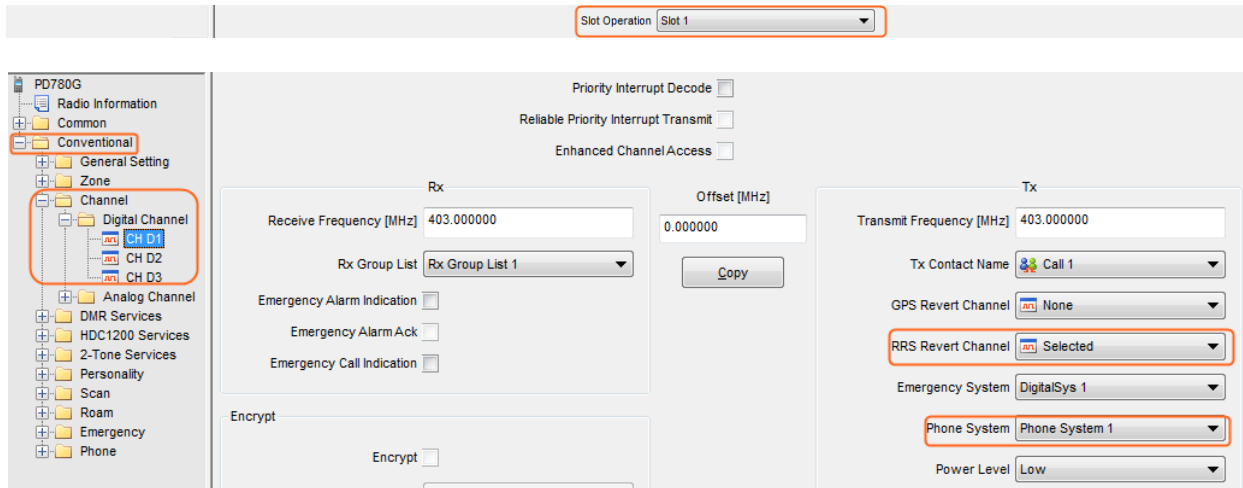 Slot Operation Slot 1
PD780G
Radio Information
Common
Conventional
General Setting
Zone
Channel
Digital Channel
CH D1
CH D2
CH D3
Analog Channel
DMR Services
HDC1200 Services
2-Tone Services
Personality
Scan
Roam
Emergency
Phone
Priority Interrupt Decode
Reliable Priority Interrupt Transmit
Enhanced Channel Access
Rx
Receive Frequency [MHz] 403.000000
Rx Group List Rx Group List 1
Emergency Alarm Indication
Emergency Alarm Ack
Emergency Call Indication
Encrypt
Encrypt
Offset [MHz]
0.000000
Copy
Tx
Transmit Frequency [MHz] 403.000000
Tx Contact Name Call 1
GPS Revert Channel None
RRS Revert Channel Selected
Emergency System DigitalSys 1
Phone System Phone System 1
Power Level Low